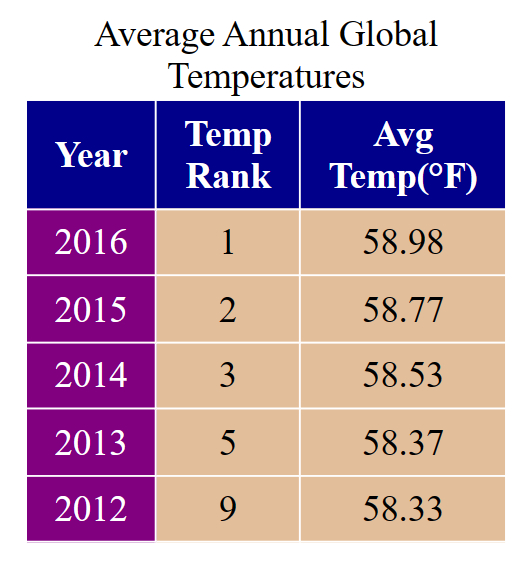 Average Annual Global
Temperatures
Year Temp Rank Avg Temp(°F)
2016 1 58.98
2015 2 58.77
2014 3 58.53
2013 5 58.37
2012 9 58.33